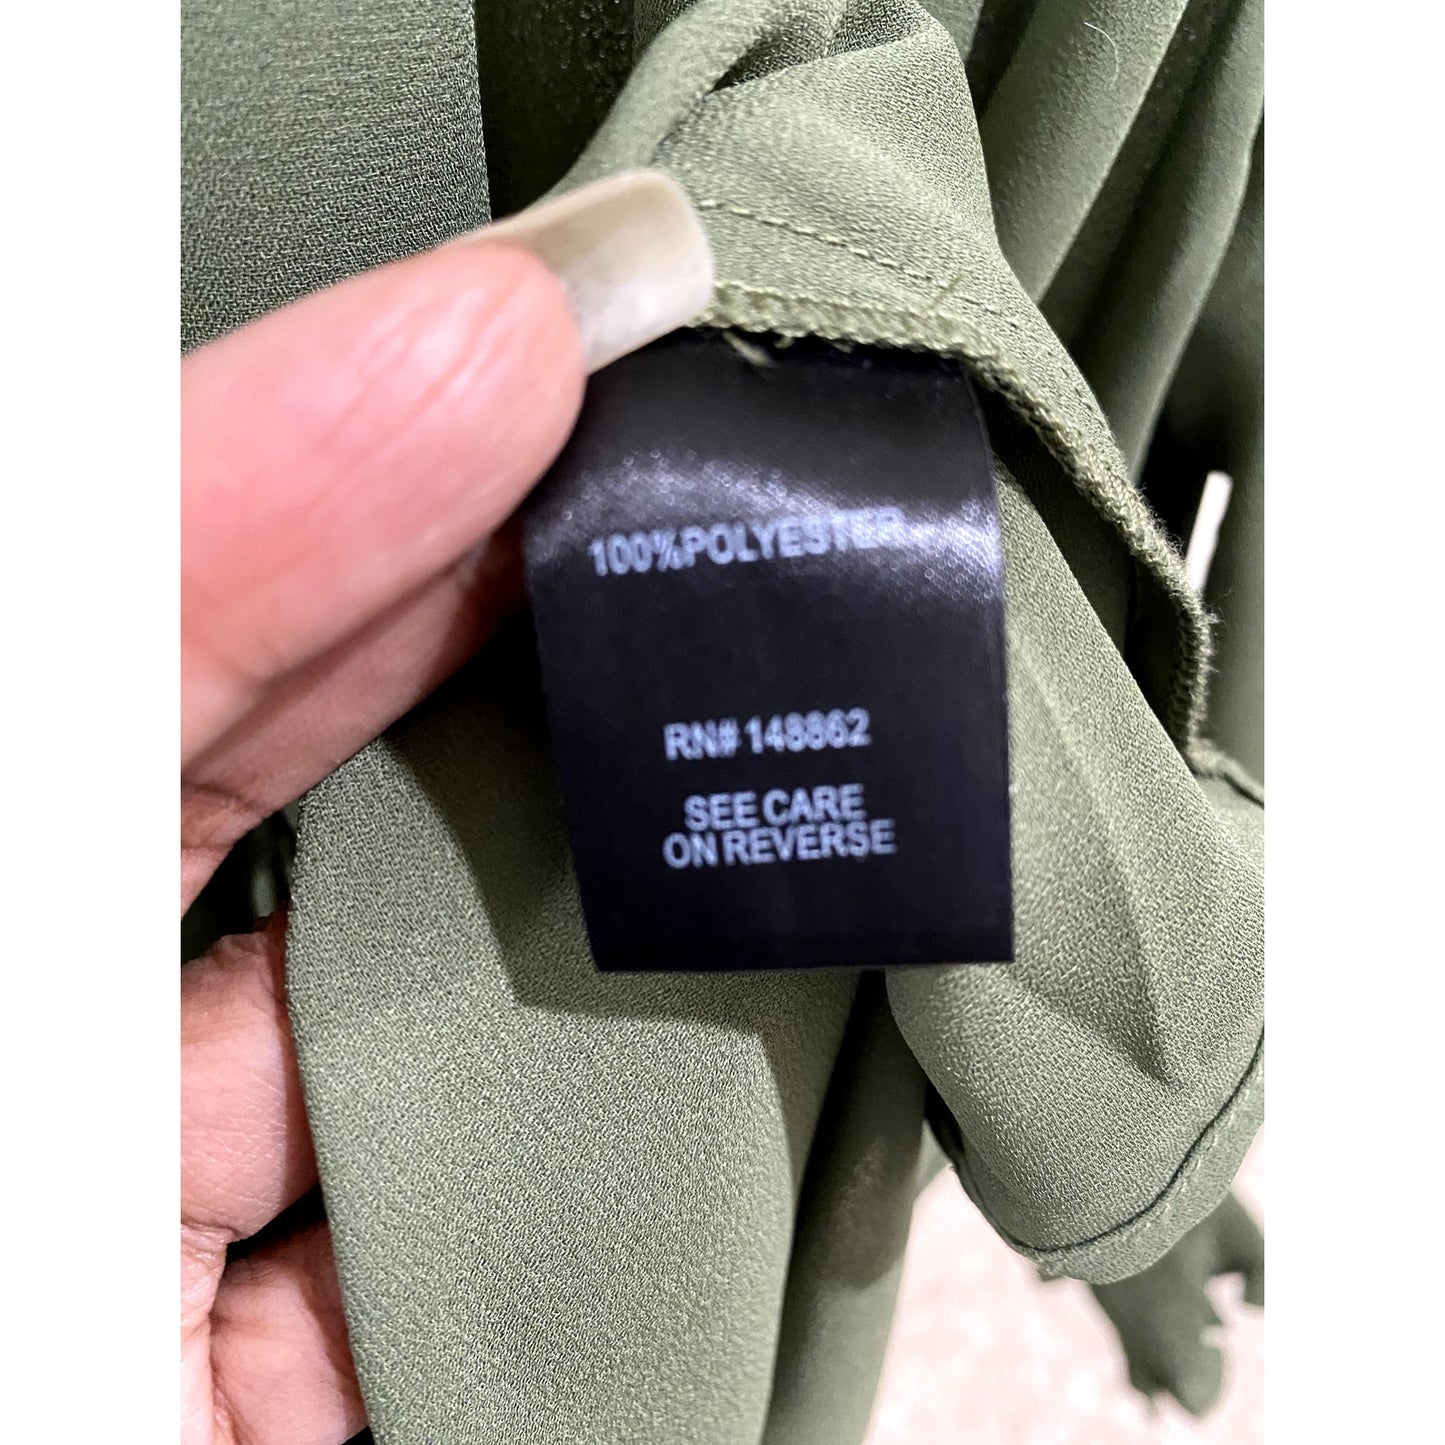 100%POLYESTER
RN# 148862
SEE CARE
ON REVERSE